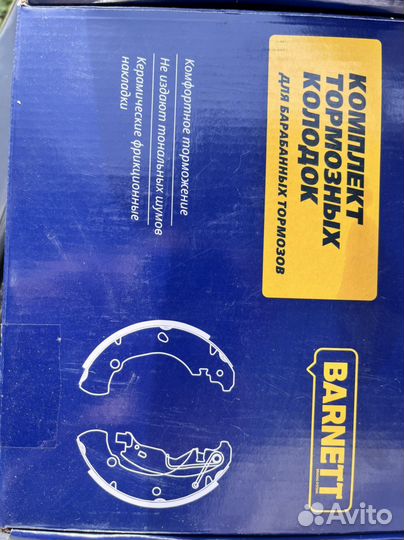 КОМПЛЕКТ
ТОРМОЗНЫХ
КОЛОДОК
ДЛЯ БАРАБАННЫХ ТОРМОЗОВ
Комфортное торможение
Не издают тональных шумов
Керамические фрикционные
накладки
BARNETT
Avito